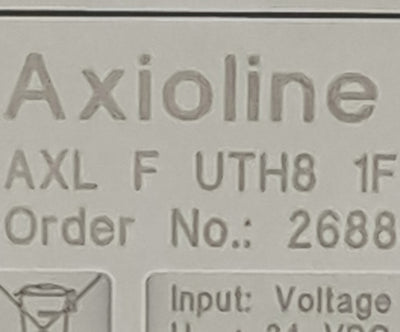 Axioline
AXL F UTH8 1F
Order No.: 2688
Input: Voltage